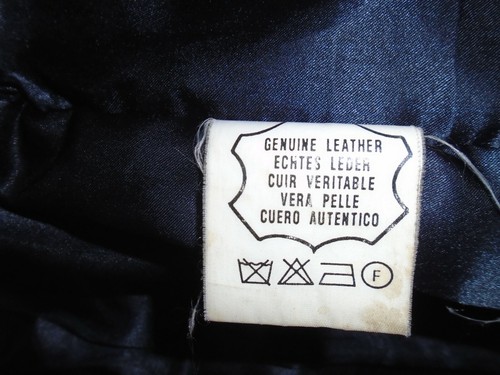 GENUINE LEATHER
ECHTES LEDER
CUIR VERITABLE
VERA PELLE
CUERO AUTENTICO
F